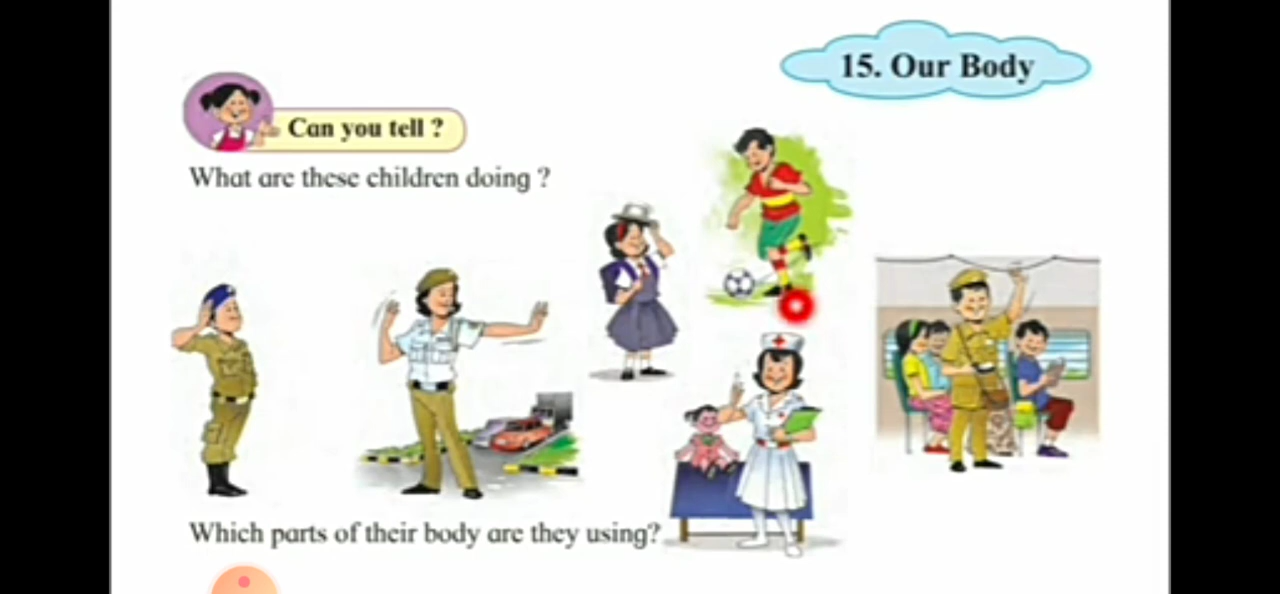 15. Our Body
Can you tell ?
What are these children doing ?
Which parts of their body are they using?